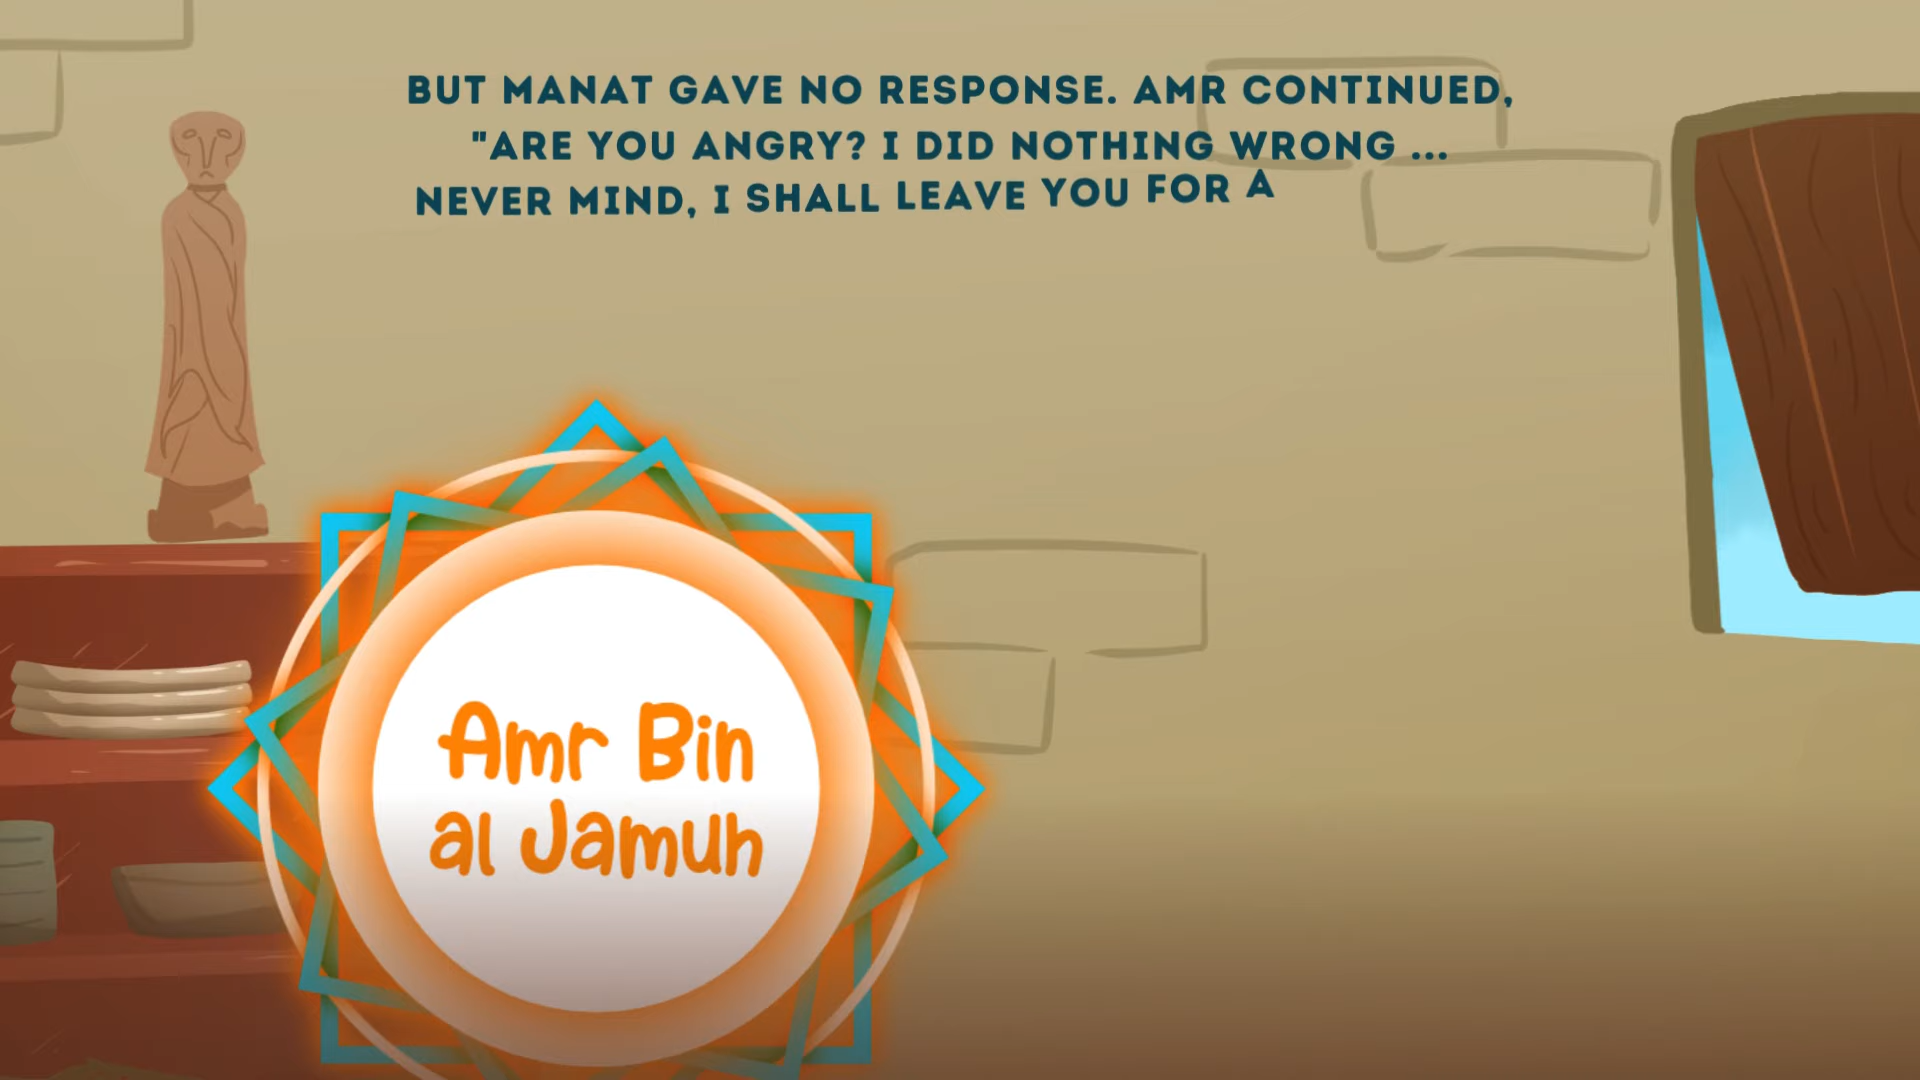 BUT MANAT GAVE NO RESPONSE. AMR CONTINUED,
"ARE YOU ANGRY? I DID NOTHING WRONG ...
NEVER MIND, I SHALL LEAVE YOU FOR A
Amr Bin
al Jamuh